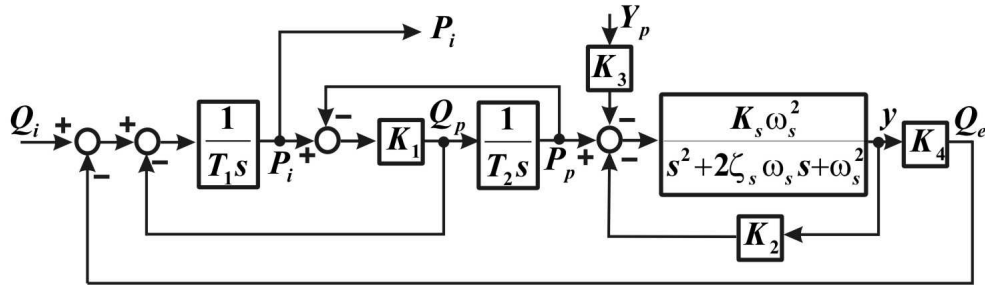 P_i
Y_p
K_3
Q_i
+
−
+
−
1
T_1 s
P_i
+
−
K_1
Q_p
1
T_2 s
P_p
+
−
−
K_s ω_s^2
s^2+2ζ_s ω_s s+ω_s^2
y
K_4
Q_e
K_2